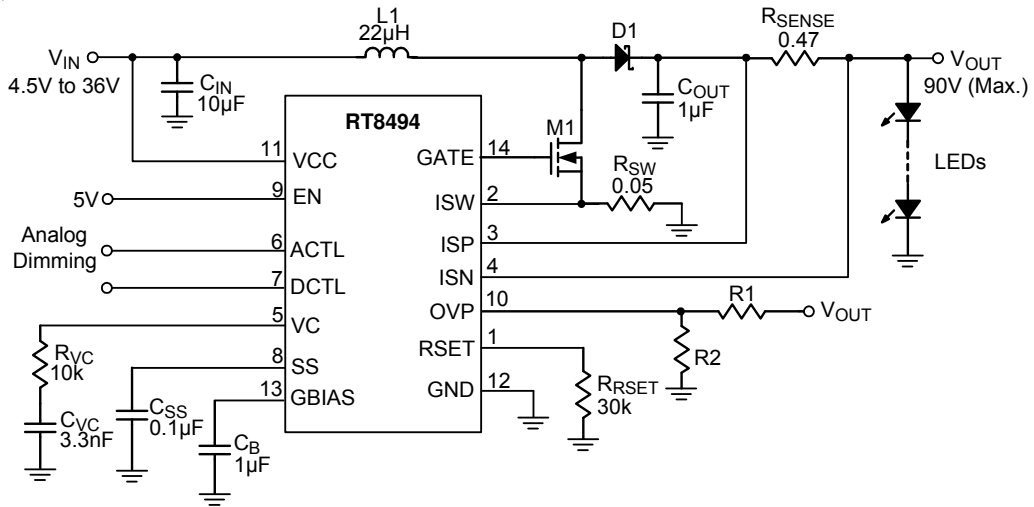 L1
22µH
D1
RSENSE
0.47
VIN
4.5V to 36V
CIN
10µF
COUT
1µF
VOUT
90V (Max.)
LEDs
RT8494
M1
RSW
0.05
11
VCC
GATE
14
5V
9
EN
ISW
2
Analog
Dimming
6
ACTL
ISP
3
7
DCTL
ISN
4
5
VC
OVP
10
R1
VOUT
R2
RVC
10k
8
SS
RSET
1
13
GBIAS
GND
12
RRSET
30k
CVC
3.3nF
CSS
0.1µF
CB
1µF